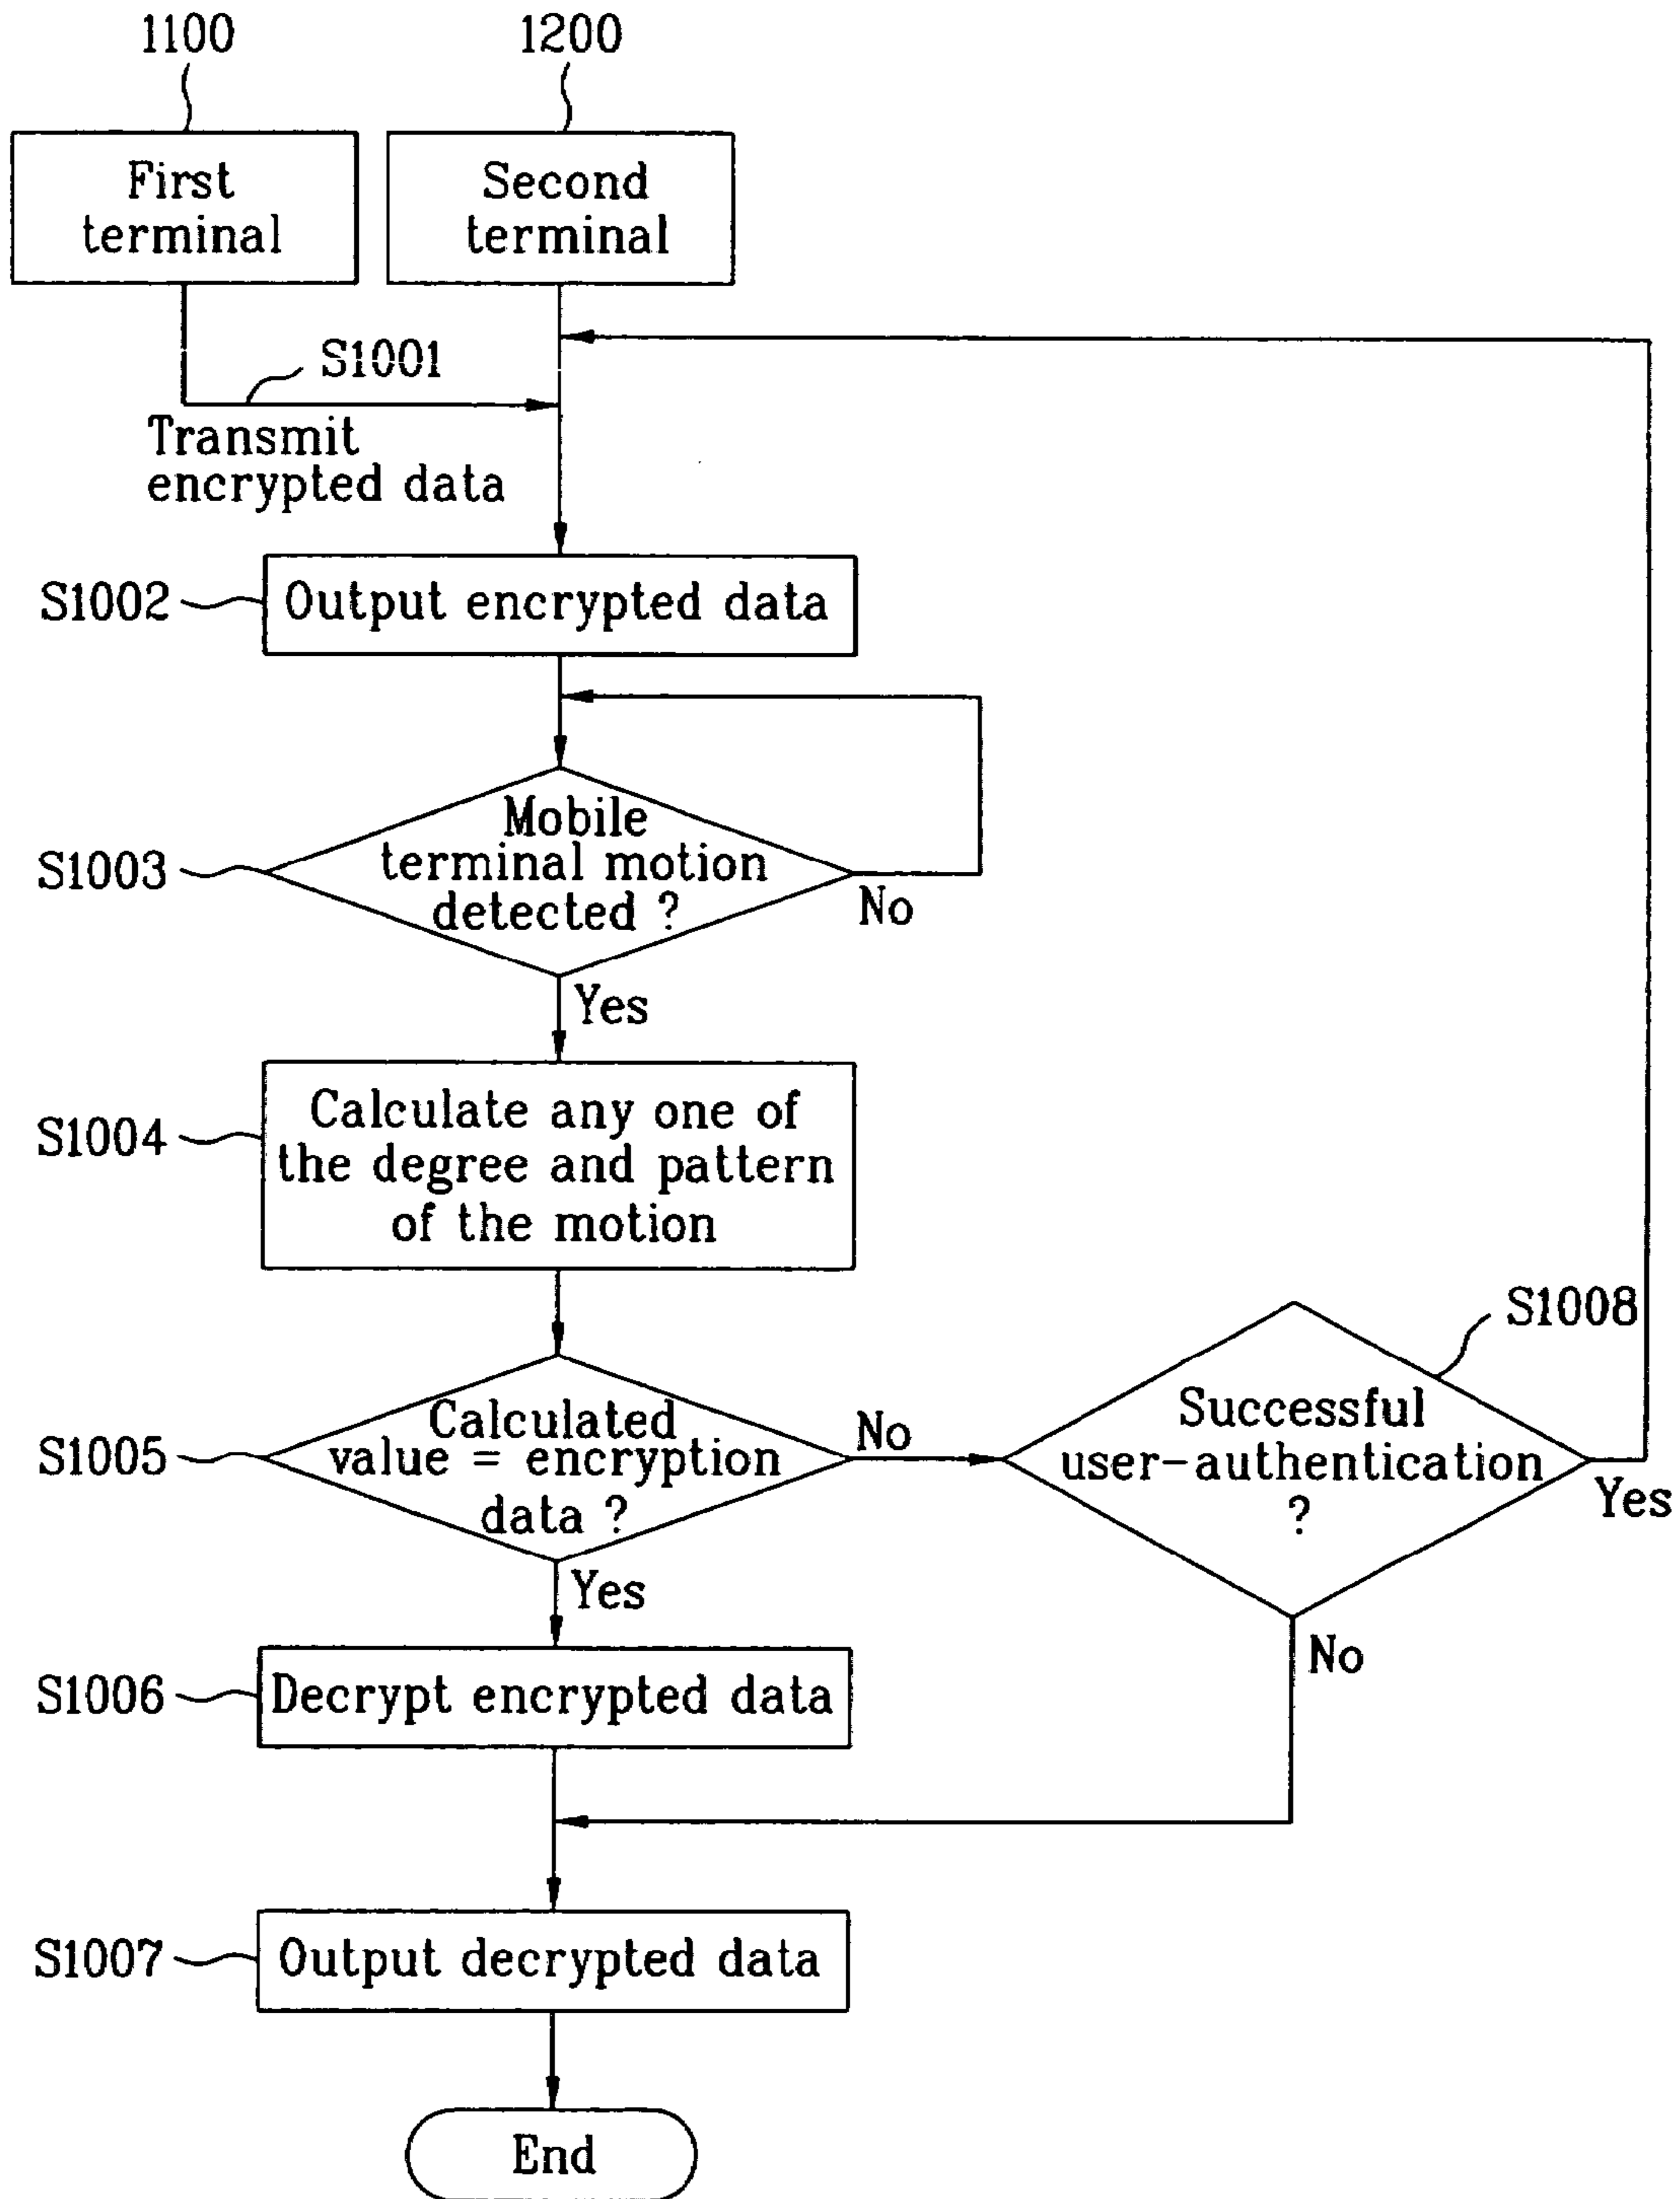 1100
1200
First
terminal
Second
terminal
S1001
Transmit
encrypted data
S1002
Output encrypted data
Mobile
terminal motion
detected ?
S1003
No
Yes
S1004
Calculate any one of
the degree and pattern
of the motion
S1008
S1005
Calculated
value = encryption
data ?
No
Successful
user-authentication
?
Yes
Yes
No
S1006
Decrypt encrypted data
S1007
Output decrypted data
End